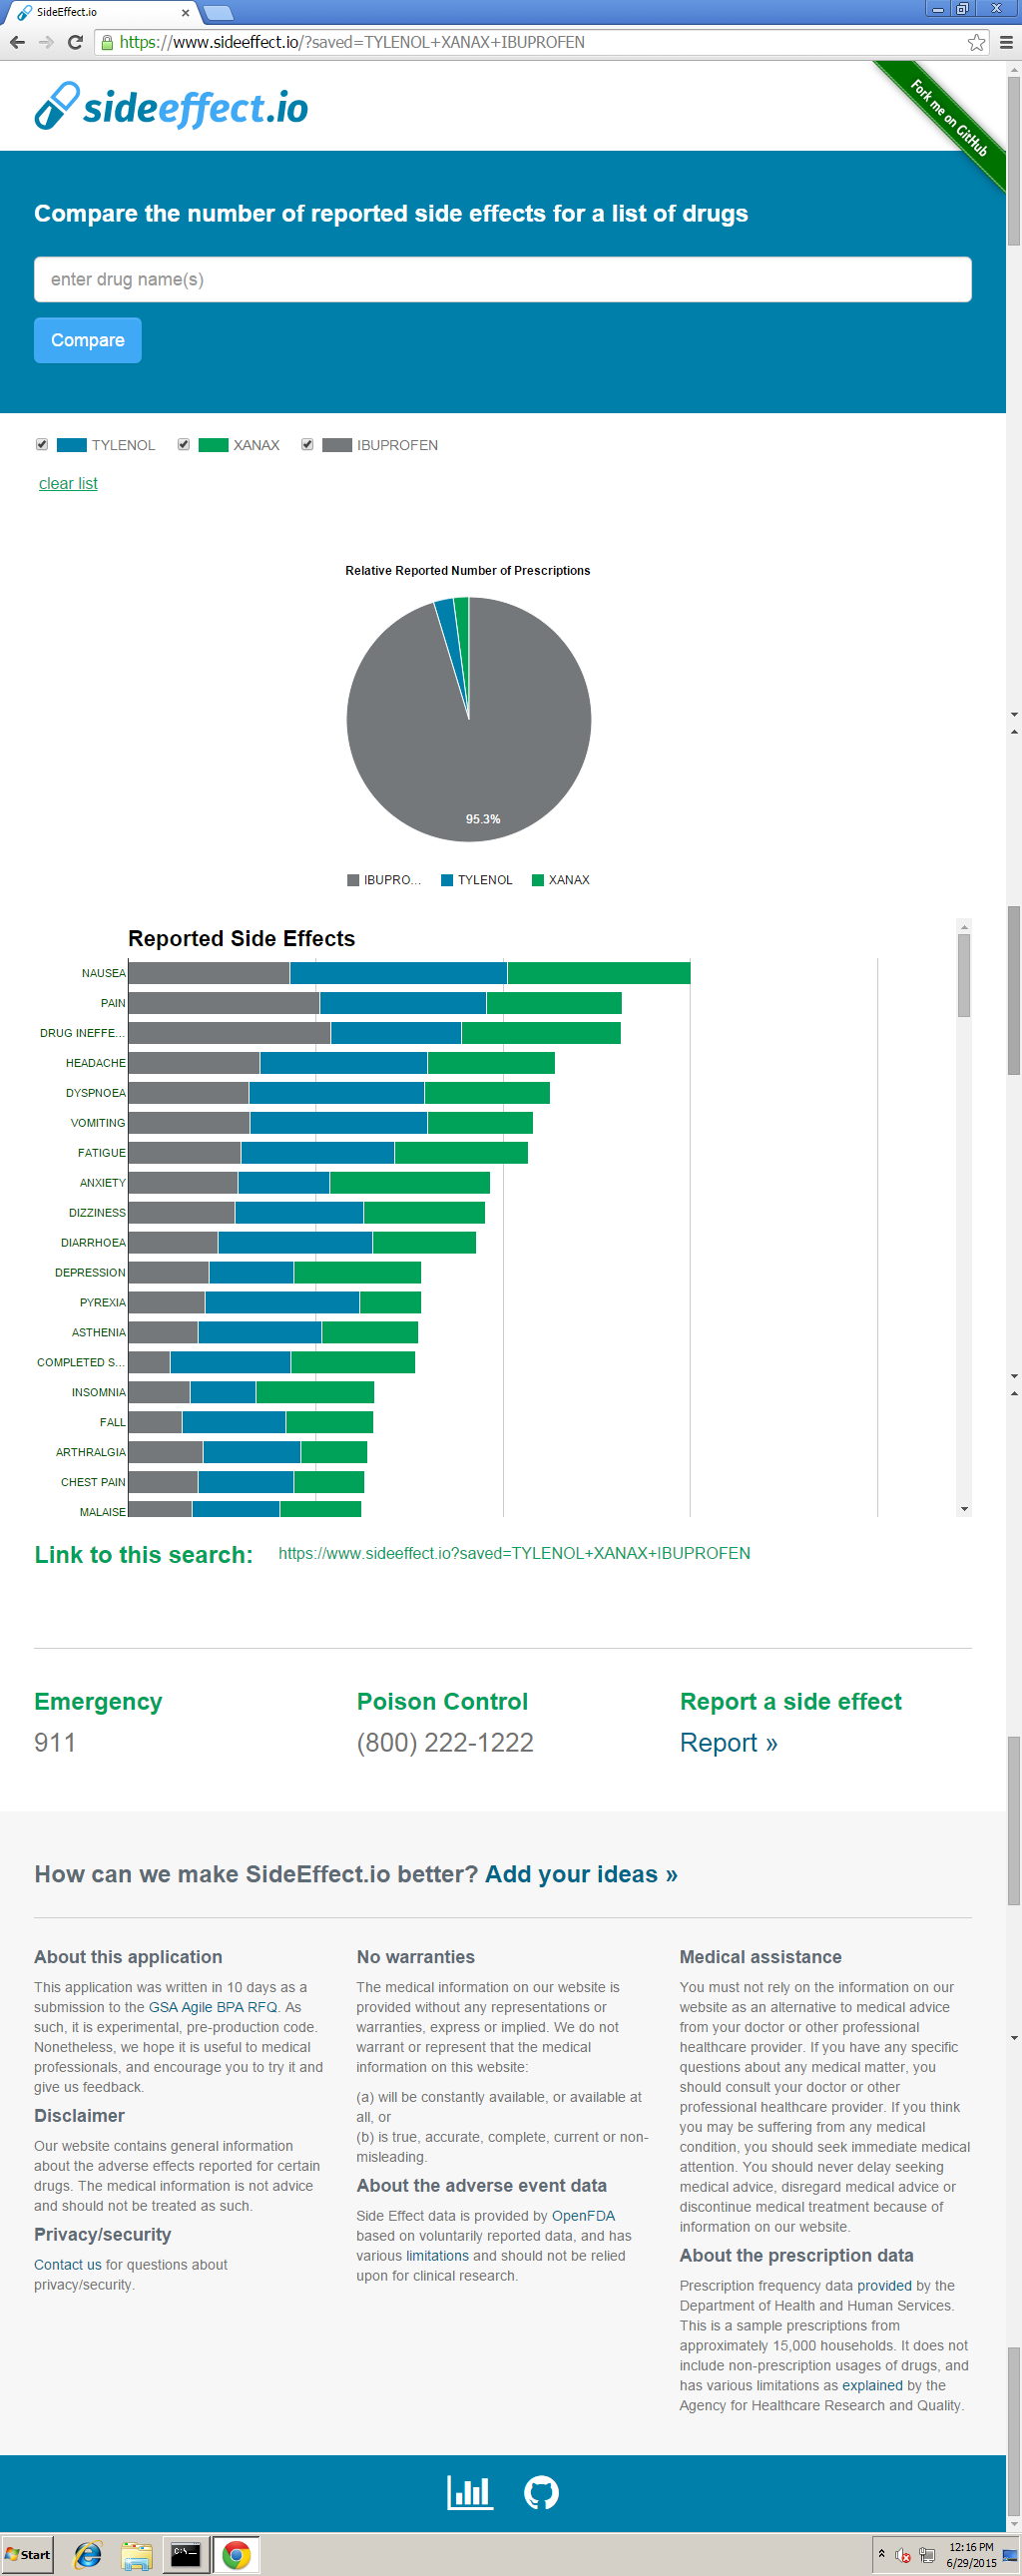 SideEffect.io
https://www.sideeffect.io/?saved=TYLENOL+XANAX+IBUPROFEN
sideeffect.io
Fork me on GitHub
Compare the number of reported side effects for a list of drugs
enter drug name(s)
Compare
TYLENOL XANAX IBUPROFEN
clear list
Relative Reported Number of Prescriptions
95.3%
IBUPRO... TYLENOL XANAX
Reported Side Effects
NAUSEA
PAIN
DRUG INEFFE...
HEADACHE
DYSPNOEA
VOMITING
FATIGUE
ANXIETY
DIZZINESS
DIARRHOEA
DEPRESSION
PYREXIA
ASTHENIA
COMPLETED S...
INSOMNIA
FALL
ARTHRALGIA
CHEST PAIN
MALAISE
Link to this search: https://www.sideeffect.io?saved=TYLENOL+XANAX+IBUPROFEN
Emergency
911
Poison Control
(800) 222-1222
Report a side effect
Report »
How can we make SideEffect.io better? Add your ideas »
About this application
This application was written in 10 days as a
submission to the GSA Agile BPA RFQ. As
such, it is experimental, pre-production code.
Nonetheless, we hope it is useful to medical
professionals, and encourage you to try it and
give us feedback.
Disclaimer
Our website contains general information
about the adverse effects reported for certain
drugs. The medical information is not advice
and should not be treated as such.
Privacy/security
Contact us for questions about
privacy/security.
No warranties
The medical information on our website is
provided without any representations or
warranties, express or implied. We do not
warrant or represent that the medical
information on this website:
(a) will be constantly available, or available at
all, or
(b) is true, accurate, complete, current or non-
misleading.
About the adverse event data
Side Effect data is provided by OpenFDA
based on voluntarily reported data, and has
various limitations and should not be relied
upon for clinical research.
Medical assistance
You must not rely on the information on our
website as an alternative to medical advice
from your doctor or other professional
healthcare provider. If you have any specific
questions about any medical matter, you
should consult your doctor or other
professional healthcare provider. If you think
you may be suffering from any medical
condition, you should seek immediate medical
attention. You should never delay seeking
medical advice, disregard medical advice or
discontinue medical treatment because of
information on our website.
About the prescription data
Prescription frequency data provided by the
Department of Health and Human Services.
This is a sample prescriptions from
approximately 15,000 households. It does not
include non-prescription usages of drugs, and
has various limitations as explained by the
Agency for Healthcare Research and Quality.
Start
12:16 PM
6/29/2015